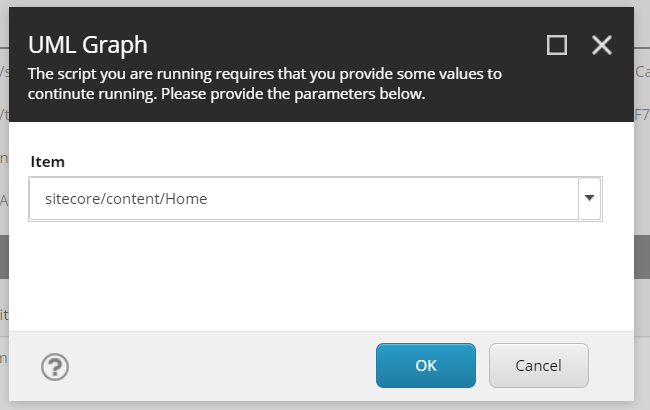 UML Graph
The script you are running requires that you provide some values to
continute running. Please provide the parameters below.
Item
sitecore/content/Home
?
OK
Cancel